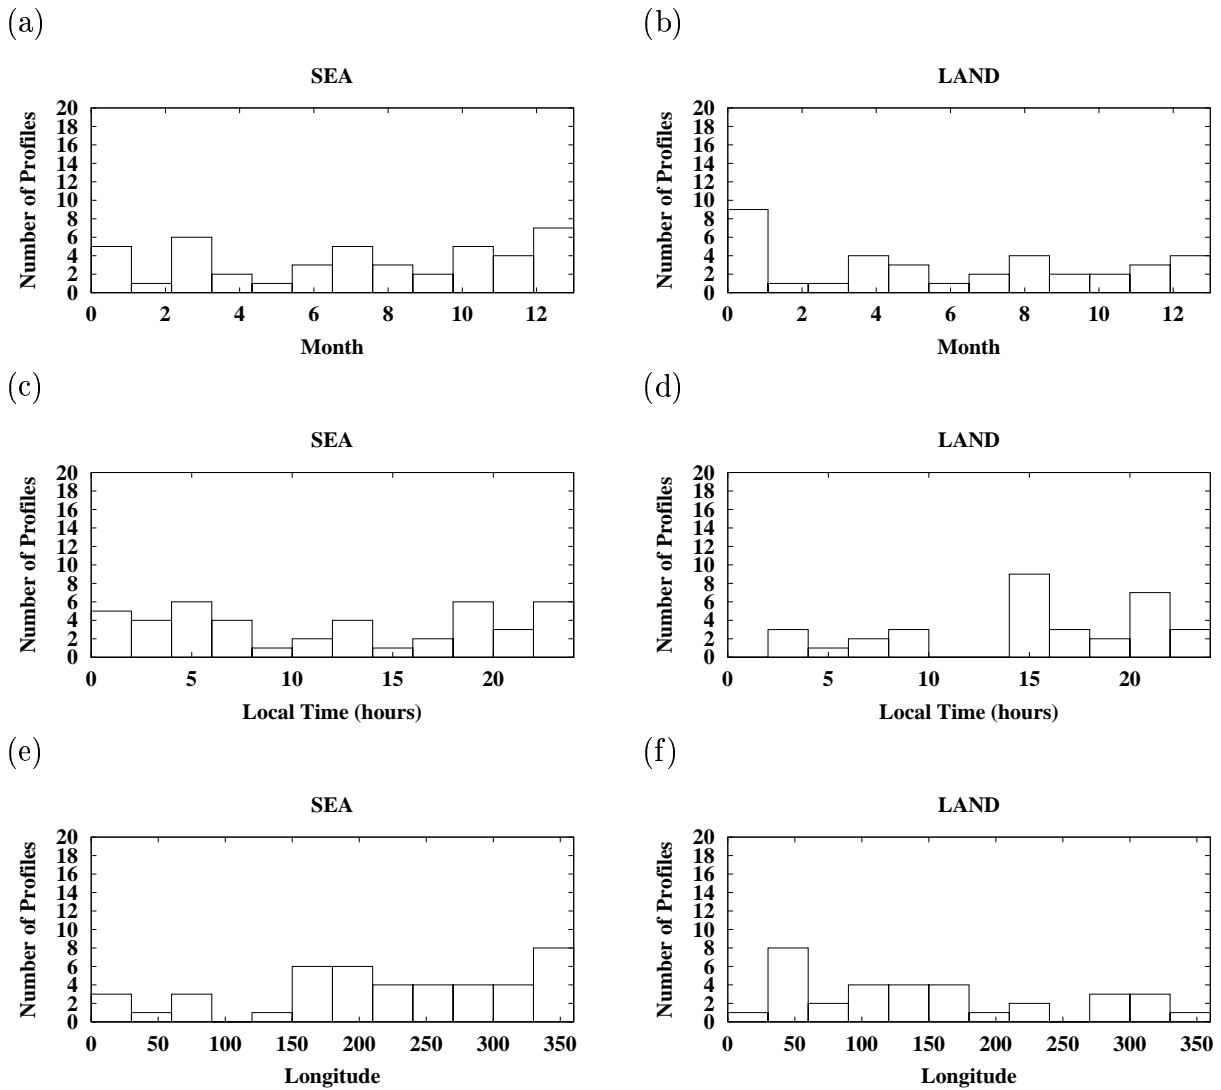 (a)
SEA
Number of Profiles
20
18
16
14
12
10
8
6
4
2
0
0 2 4 6 8 10 12
Month
(b)
LAND
Number of Profiles
20
18
16
14
12
10
8
6
4
2
0
0 2 4 6 8 10 12
Month
(c)
SEA
Number of Profiles
20
18
16
14
12
10
8
6
4
2
0
0 5 10 15 20
Local Time (hours)
(d)
LAND
Number of Profiles
20
18
16
14
12
10
8
6
4
2
0
0 5 10 15 20
Local Time (hours)
(e)
SEA
Number of Profiles
20
18
16
14
12
10
8
6
4
2
0
0 50 100 150 200 250 300 350
Longitude
(f)
LAND
Number of Profiles
20
18
16
14
12
10
8
6
4
2
0
0 50 100 150 200 250 300 350
Longitude